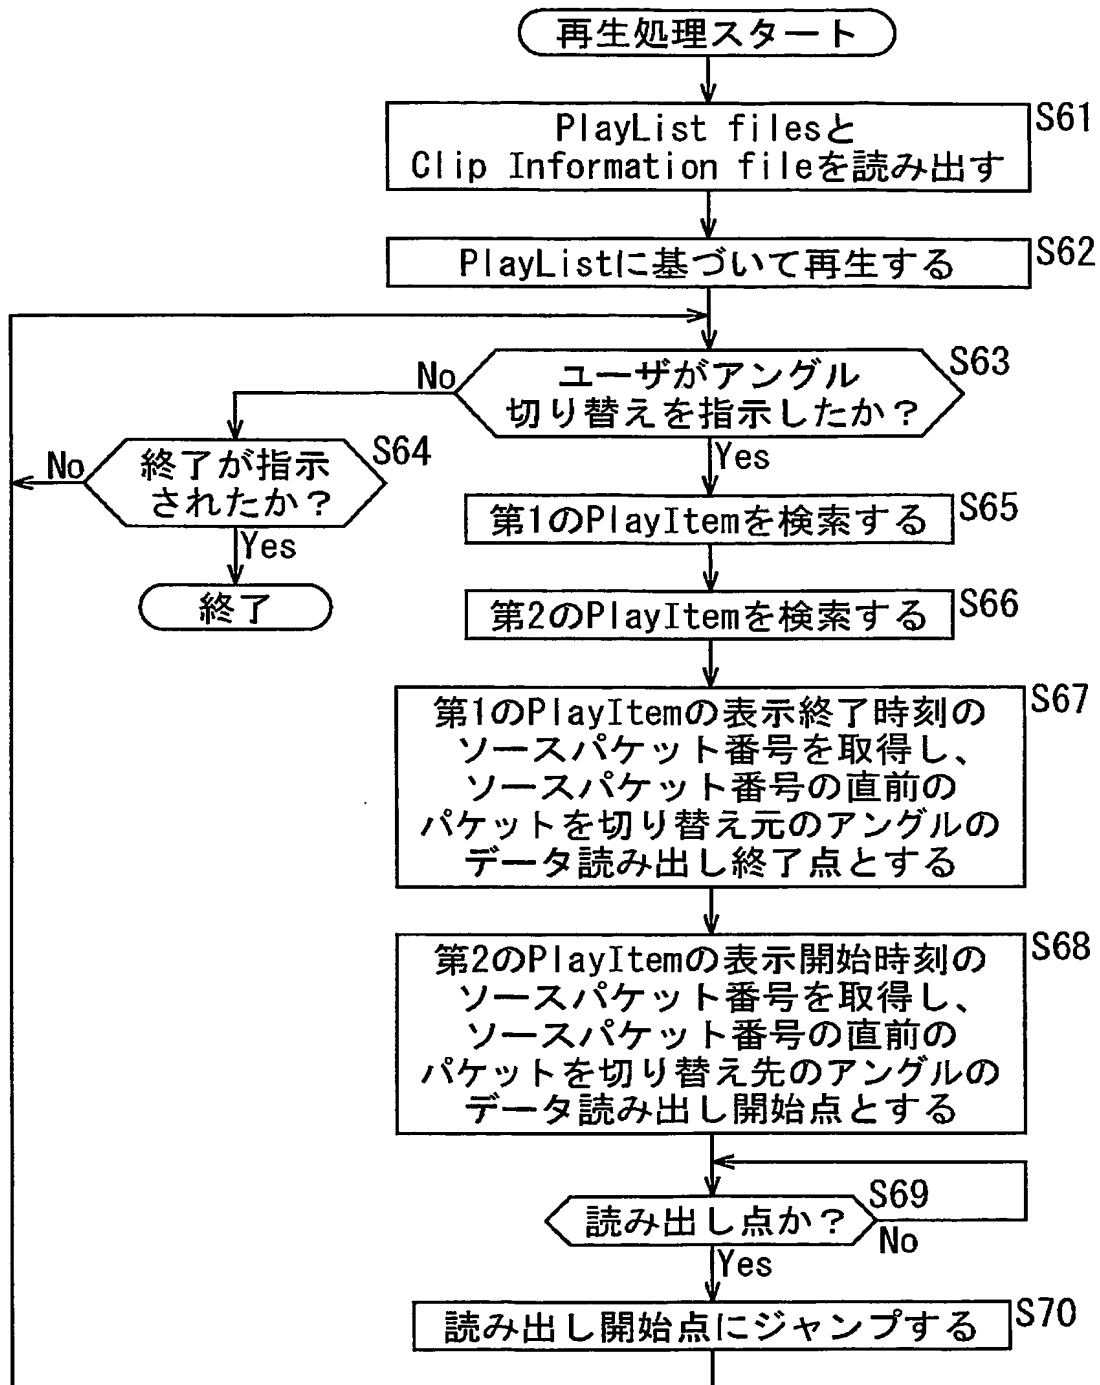 再生処理スタート
S61
PlayList filesと
Clip Information fileを読み出す
S62
PlayListに基づいて再生する
S63
ユーザがアングル
切り替えを指示したか？
No
Yes
S64
終了が指示
されたか？
No
Yes
終了
S65
第1のPlayItemを検索する
S66
第2のPlayItemを検索する
S67
第1のPlayItemの表示終了時刻の
ソースパケット番号を取得し、
ソースパケット番号の直前の
パケットを切り替え元のアングルの
データ読み出し終了点とする
S68
第2のPlayItemの表示開始時刻の
ソースパケット番号を取得し、
ソースパケット番号の直前の
パケットを切り替え先のアングルの
データ読み出し開始点とする
S69
読み出し点か？
No
Yes
S70
読み出し開始点にジャンプする